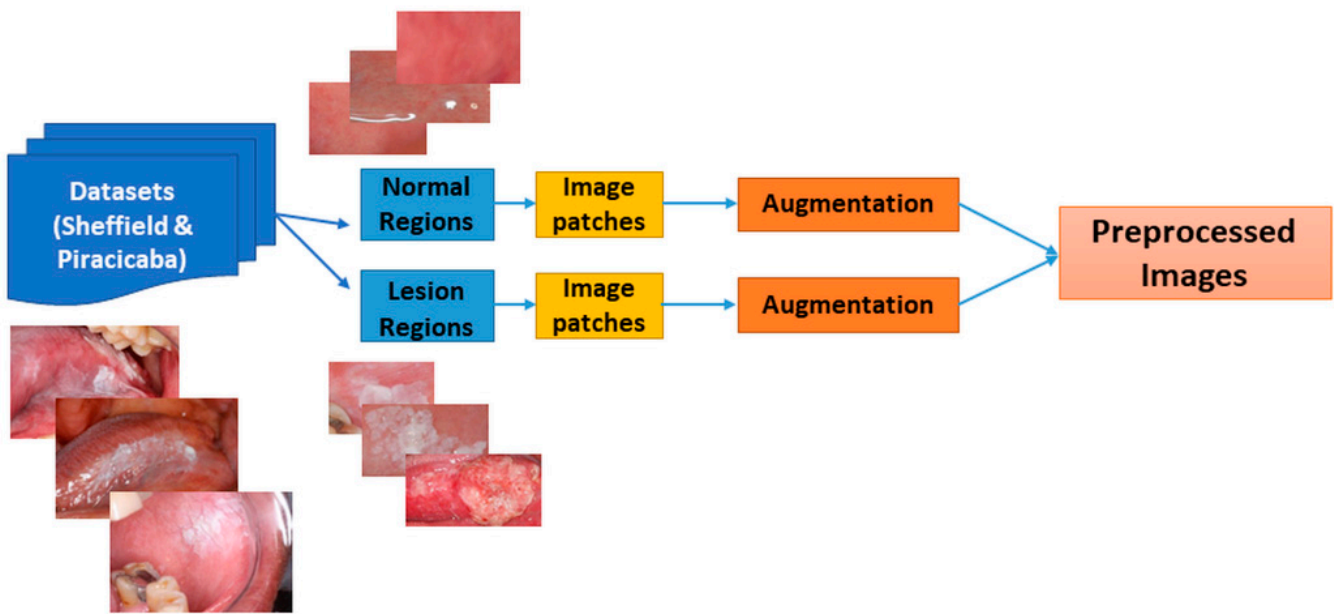 Datasets
(Sheffield &
Piracicaba)
Normal
Regions
Image
patches
Augmentation
Lesion
Regions
Image
patches
Augmentation
Preprocessed
Images